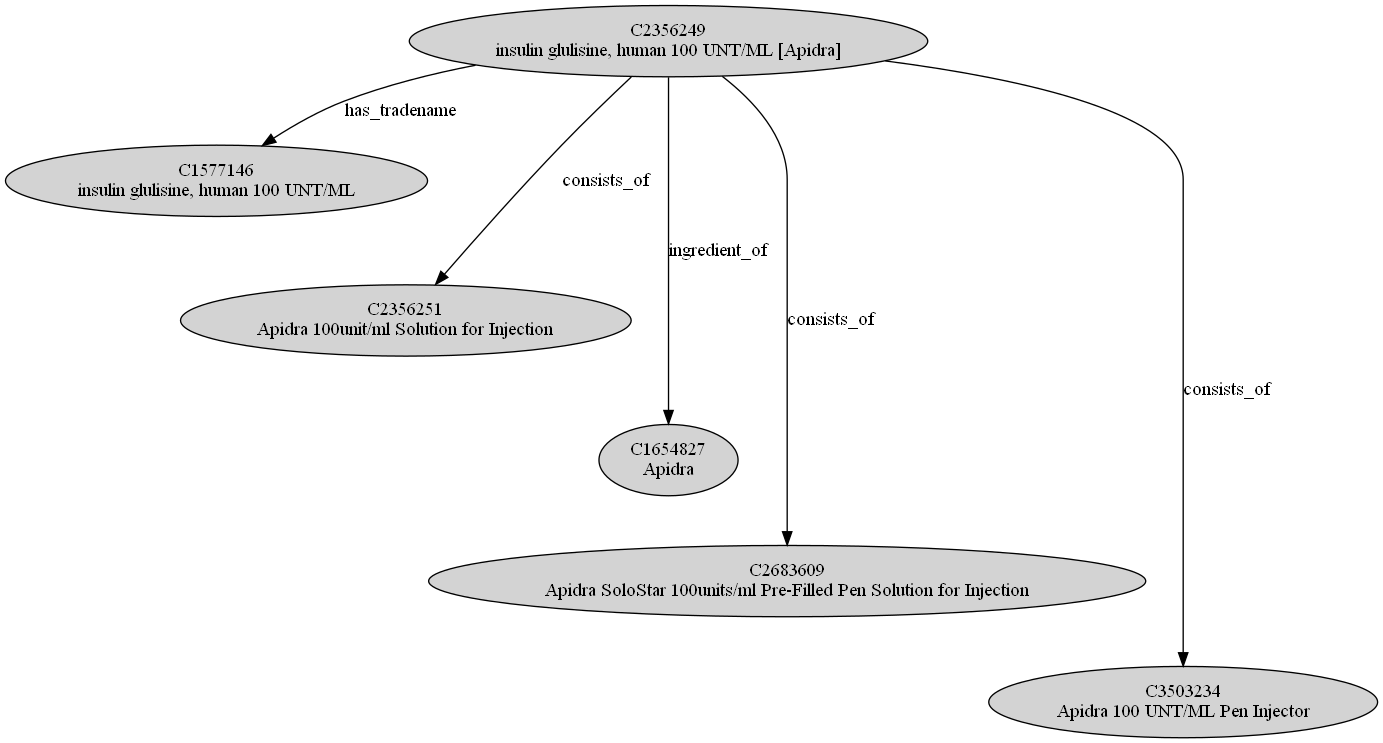 C2356249
insulin glulisine, human 100 UNT/ML [Apidra]
has_tradename
C1577146
insulin glulisine, human 100 UNT/ML
consists_of
C2356251
Apidra 100unit/ml Solution for Injection
ingredient_of
C1654827
Apidra
consists_of
C2683609
Apidra SoloStar 100units/ml Pre-Filled Pen Solution for Injection
consists_of
C3503234
Apidra 100 UNT/ML Pen Injector